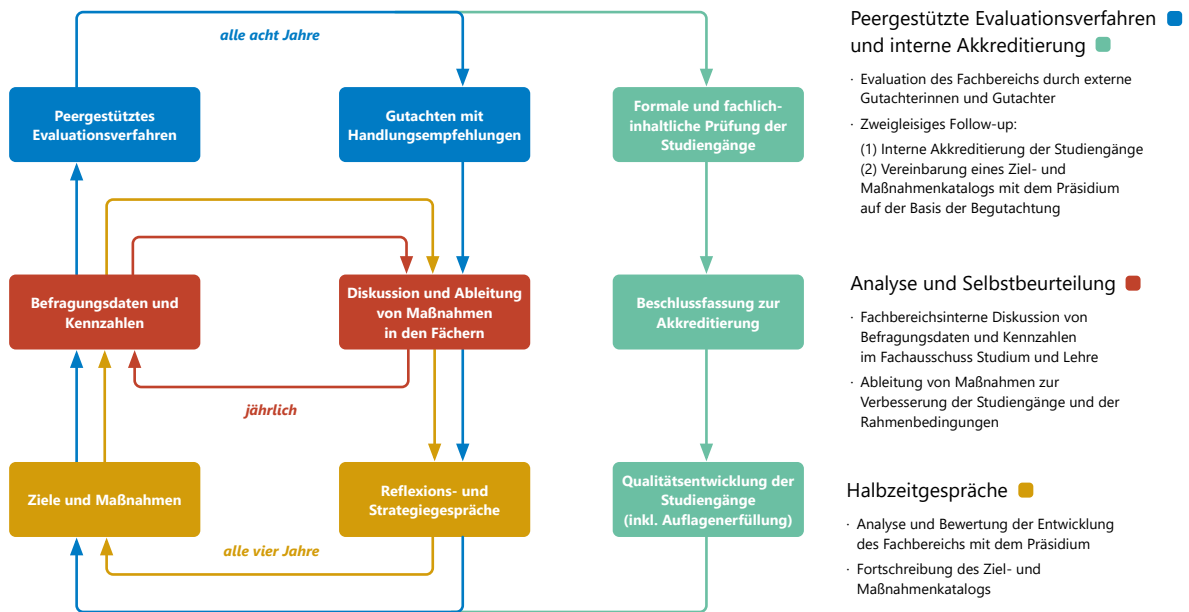 alle acht Jahre
Peergestütztes
Evaluationsverfahren
Gutachten mit
Handlungsempfehlungen
Formale und fachlich-
inhaltliche Prüfung der
Studiengänge
Befragungsdaten und
Kennzahlen
Diskussion und Ableitung
von Maßnahmen
in den Fächern
Beschlussfassung zur
Akkreditierung
jährlich
Ziele und Maßnahmen
Reflexions- und
Strategiegespräche
Qualitätsentwicklung der
Studiengänge
(inkl. Auflagenerfüllung)
alle vier Jahre
Peergestützte Evaluationsverfahren
und interne Akkreditierung
· Evaluation des Fachbereichs durch externe
Gutachterinnen und Gutachter
· Zweigleisiges Follow-up:
(1) Interne Akkreditierung der Studiengänge
(2) Vereinbarung eines Ziel- und
Maßnahmenkatalogs mit dem Präsidium
auf der Basis der Begutachtung
Analyse und Selbstbeurteilung
· Fachbereichsinterne Diskussion von
Befragungsdaten und Kennzahlen
im Fachausschuss Studium und Lehre
· Ableitung von Maßnahmen zur
Verbesserung der Studiengänge und der
Rahmenbedingungen
Halbzeitgespräche
· Analyse und Bewertung der Entwicklung
des Fachbereichs mit dem Präsidium
· Fortschreibung des Ziel- und
Maßnahmenkatalogs